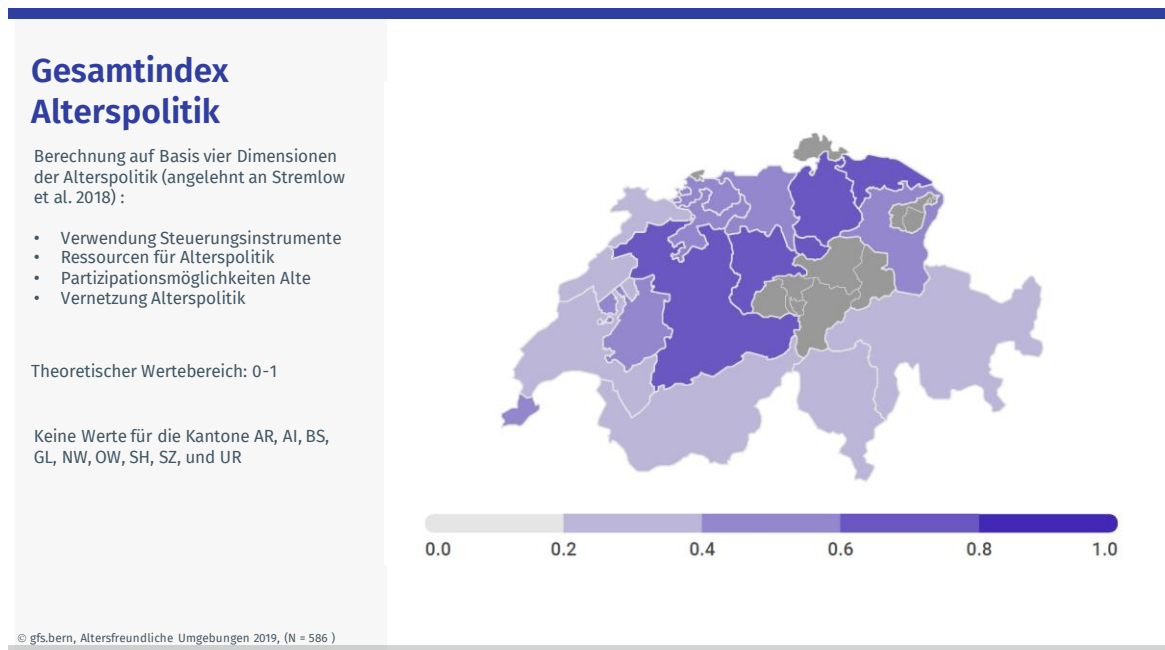 Gesamtindex
Alterspolitik
Berechnung auf Basis vier Dimensionen
der Alterspolitik (angelehnt an Stremlow
et al. 2018) :
• Verwendung Steuerungsinstrumente
• Ressourcen für Alterspolitik
• Partizipationsmöglichkeiten Alte
• Vernetzung Alterspolitik
Theoretischer Wertebereich: 0-1
Keine Werte für die Kantone AR, AI, BS,
GL, NW, OW, SH, SZ, und UR
0.0 0.2 0.4 0.6 0.8 1.0
© gfs.bern, Altersfreundliche Umgebungen 2019, (N = 586 )